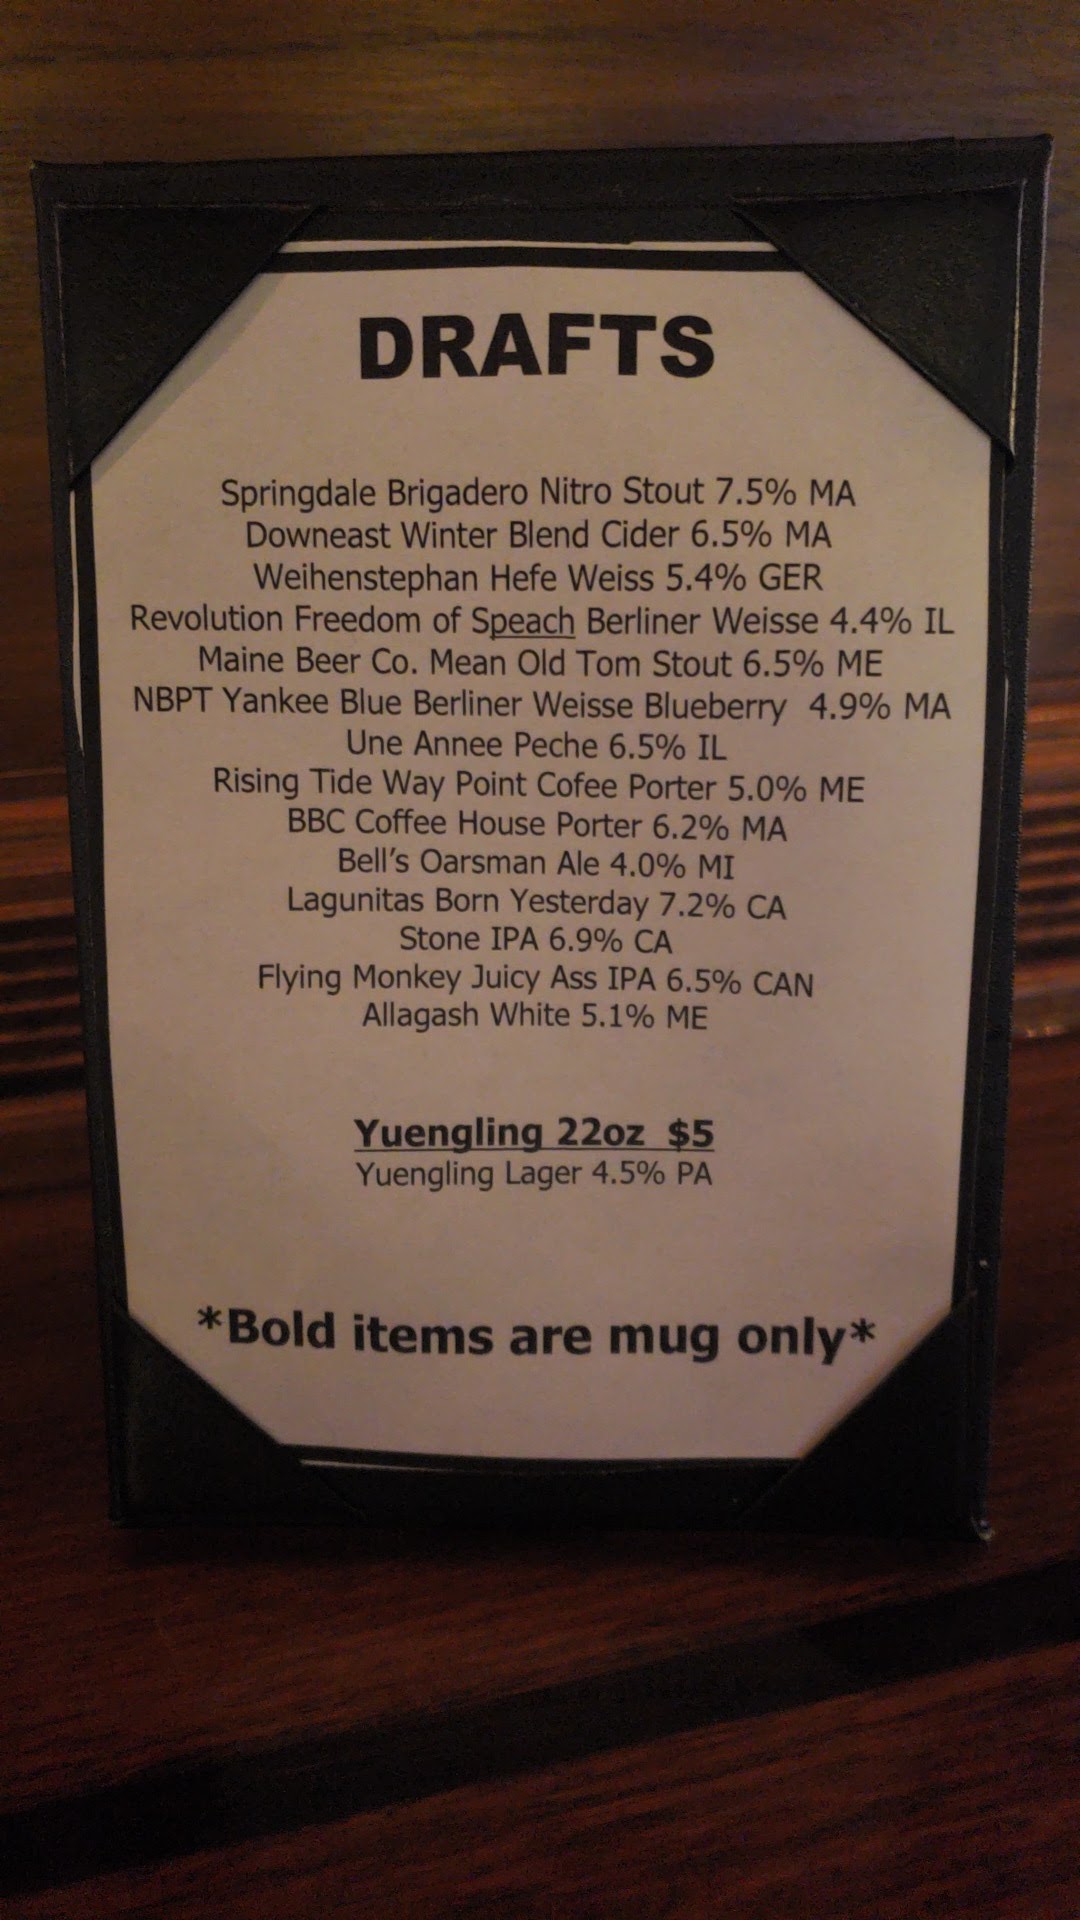 DRAFTS
Springdale Brigadero Nitro Stout 7.5% MA
Downeast Winter Blend Cider 6.5% MA
Weihenstephan Hefe Weiss 5.4% GER
Revolution Freedom of Speach Berliner Weisse 4.4% IL
Maine Beer Co. Mean Old Tom Stout 6.5% ME
NBPT Yankee Blue Berliner Weisse Blueberry 4.9% MA
Une Annee Peche 6.5% IL
Rising Tide Way Point Cofee Porter 5.0% ME
BBC Coffee House Porter 6.2% MA
Bell's Oarsman Ale 4.0% MI
Lagunitas Born Yesterday 7.2% CA
Stone IPA 6.9% CA
Flying Monkey Juicy Ass IPA 6.5% CAN
Allagash White 5.1% ME
Yuengling 22oz $5
Yuengling Lager 4.5% PA
*Bold items are mug only*